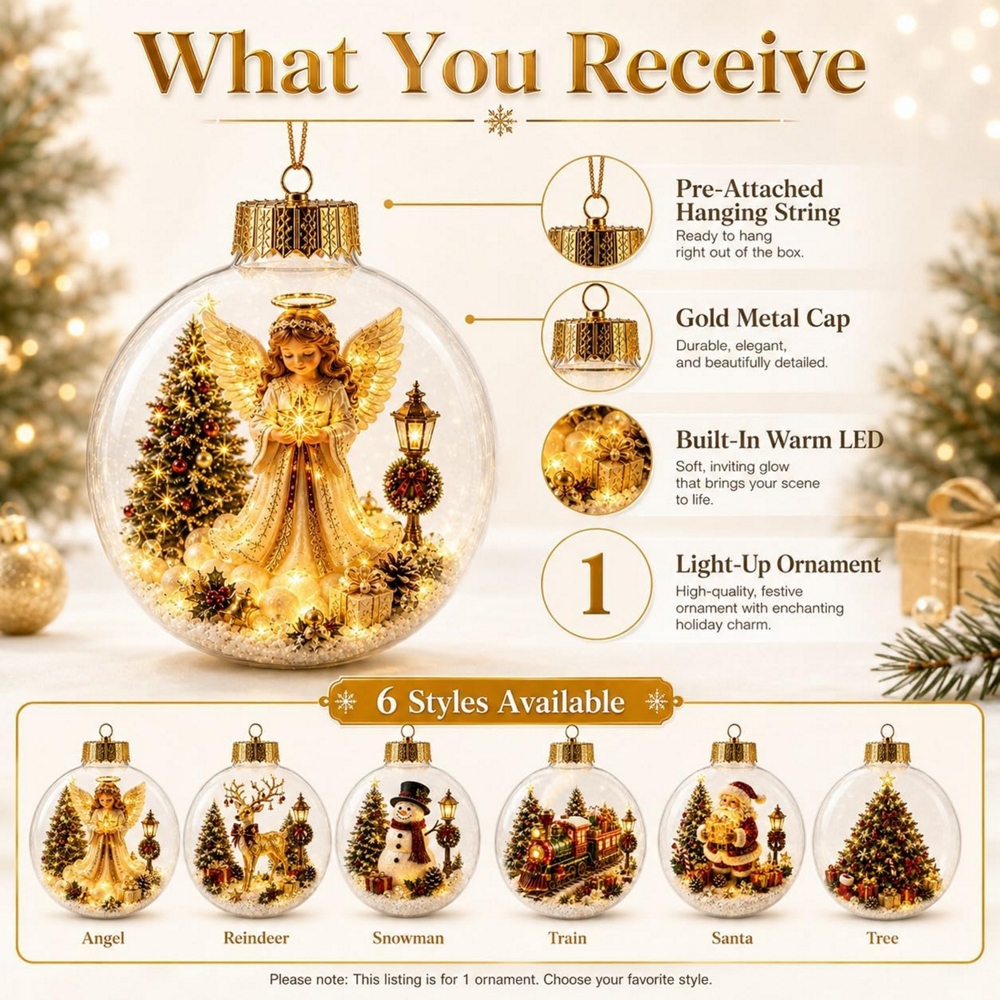 What You Receive
Pre-Attached
Hanging String
Ready to hang
right out of the box.
Gold Metal Cap
Durable, elegant,
and beautifully detailed.
Built-In Warm LED
Soft, inviting glow
that brings your scene
to life.
1
Light-Up Ornament
High-quality, festive
ornament with enchanting
holiday charm.
6 Styles Available
Angel
Reindeer
Snowman
Train
Santa
Tree
Please note: This listing is for 1 ornament. Choose your favorite style.